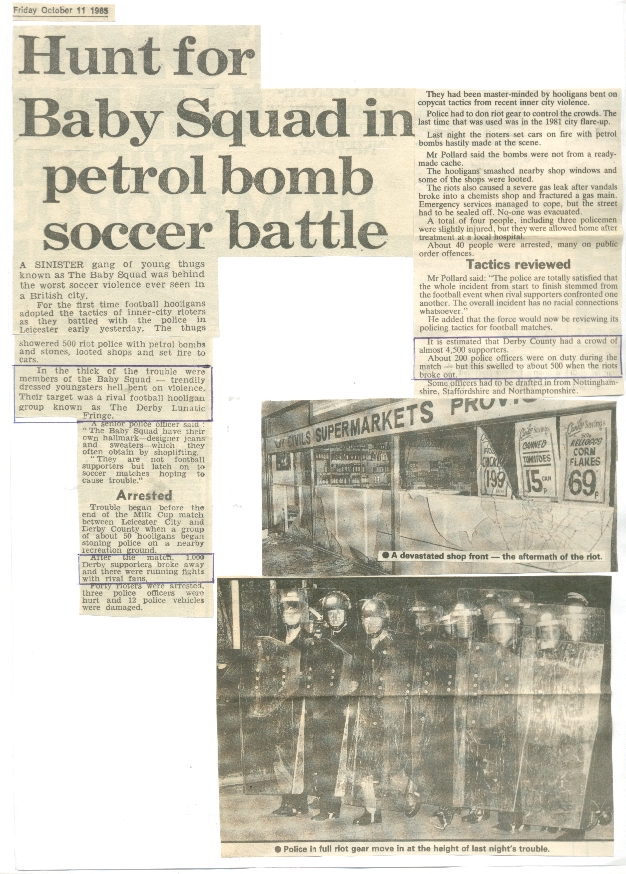 Friday October 11 1985
Hunt for
Baby Squad in
petrol bomb
soccer battle
A SINISTER gang of young thugs
known as The Baby Squad was behind
the worst soccer violence ever seen in
a British city.
For the first time football hooligans
adopted the tactics of inner-city rioters
as they battled with the police in
Leicester early yesterday. The thugs
showered 500 riot police with petrol bombs
and stones, looted shops and set fire to
cars.
In the thick of the trouble were
members of the Baby Squad — trendily
dressed youngsters hell bent on violence.
Their target was a rival football hooligan
group known as The Derby Lunatic
Fringe.
A senior police officer said:
"The Baby Squad have their
own hallmark—designer jeans
and sweaters which they
often obtain by shoplifting.
"They are not football
supporters but latch on to
soccer matches hoping to
cause trouble."
Arrested
Trouble began before the
end of the Milk Cup match
between Leicester City and
Derby County when a group
of about 50 hooligans began
stoning police on a nearby
recreation ground.
After the match, 1,000
Derby supporters broke away
and there were running fights
with rival fans.
Forty rioters were arrested,
three police officers were
hurt and 12 police vehicles
were damaged.
They had been master-minded by hooligans bent on
copycat tactics from recent inner city violence.
Police had to don riot gear to control the crowds. The
last time that was used was in the 1981 city flare-up.
Last night the rioters set cars on fire with petrol
bombs hastily made at the scene.
Mr Pollard said the bombs were not from a ready-
made cache.
The hooligans smashed nearby shop windows and
some of the shops were looted.
The riots also caused a severe gas leak after vandals
broke into a chemists shop and fractured a gas main.
Emergency services managed to cope, but the street
had to be sealed off. No-one was evacuated.
A total of four people, including three policemen
were slightly injured, but they were allowed home after
treatment at a local hospital.
About 40 people were arrested, many on public
order offences.
Tactics reviewed
Mr Pollard said: "The police are totally satisfied that
the whole incident from start to finish stemmed from
the football event when rival supporters confronted one
another. The overall incident has no racial connections
whatsoever."
He added that the force would now be reviewing its
policing tactics for football matches.
It is estimated that Derby County had a crowd of
almost 4,500 supporters.
About 200 police officers were on duty during the
match — but this swelled to about 500 when the riots
broke out.
Some officers had to be drafted in from Nottingham-
shire, Staffordshire and Northamptonshire.
CIVILS SUPERMARKETS PROVIS
199
TOMATOES
15
KELLOGGS
CORN
FLAKES
69
● A devastated shop front — the aftermath of the riot.
● Police in full riot gear move in at the height of last night's trouble.